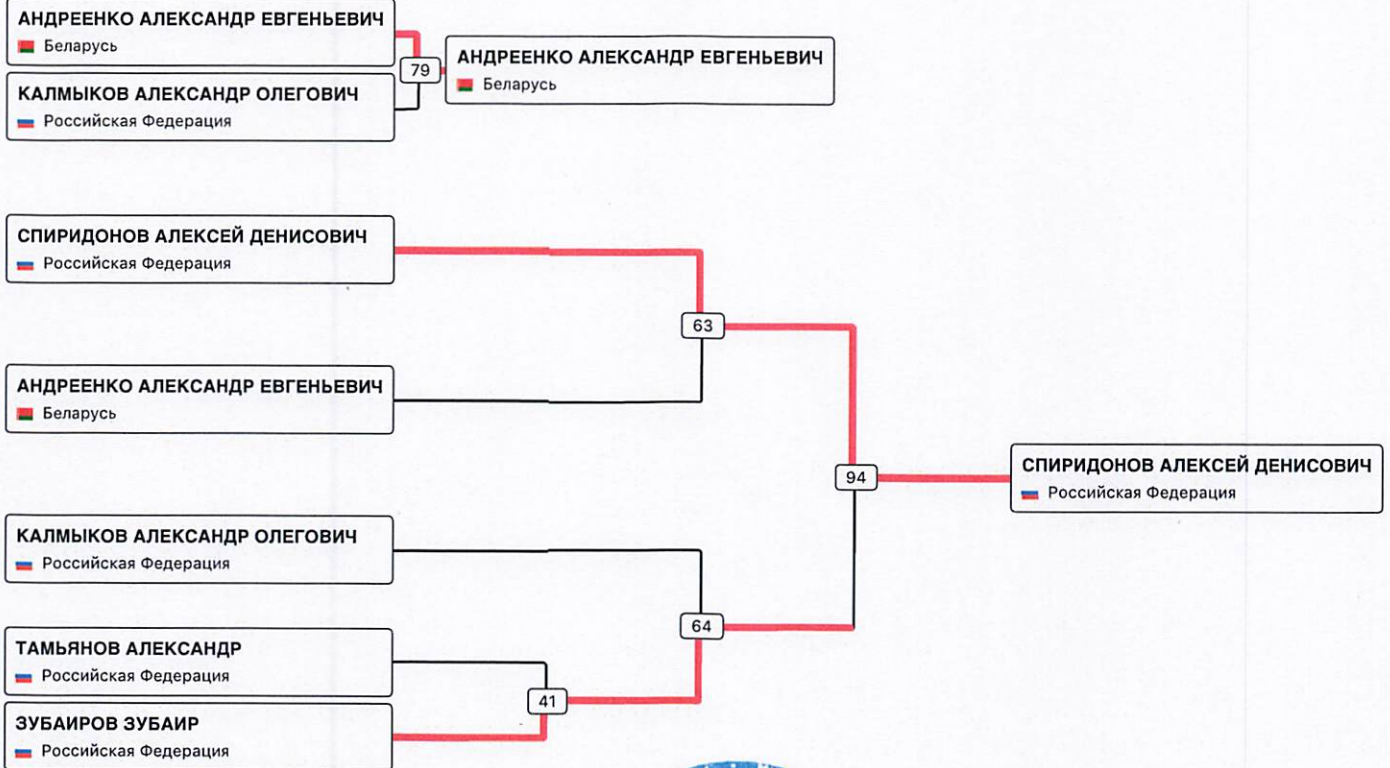 АНДРЕЕНКО АЛЕКСАНДР ЕВГЕНЬЕВИЧ
Беларусь
79
АНДРЕЕНКО АЛЕКСАНДР ЕВГЕНЬЕВИЧ
Беларусь
КАЛМЫКОВ АЛЕКСАНДР ОЛЕГОВИЧ
Российская Федерация
СПИРИДОНОВ АЛЕКСЕЙ ДЕНИСОВИЧ
Российская Федерация
63
АНДРЕЕНКО АЛЕКСАНДР ЕВГЕНЬЕВИЧ
Беларусь
94
СПИРИДОНОВ АЛЕКСЕЙ ДЕНИСОВИЧ
Российская Федерация
КАЛМЫКОВ АЛЕКСАНДР ОЛЕГОВИЧ
Российская Федерация
64
ТАМЬЯНОВ АЛЕКСАНДР
Российская Федерация
41
ЗУБАИРОВ ЗУБАИР
Российская Федерация